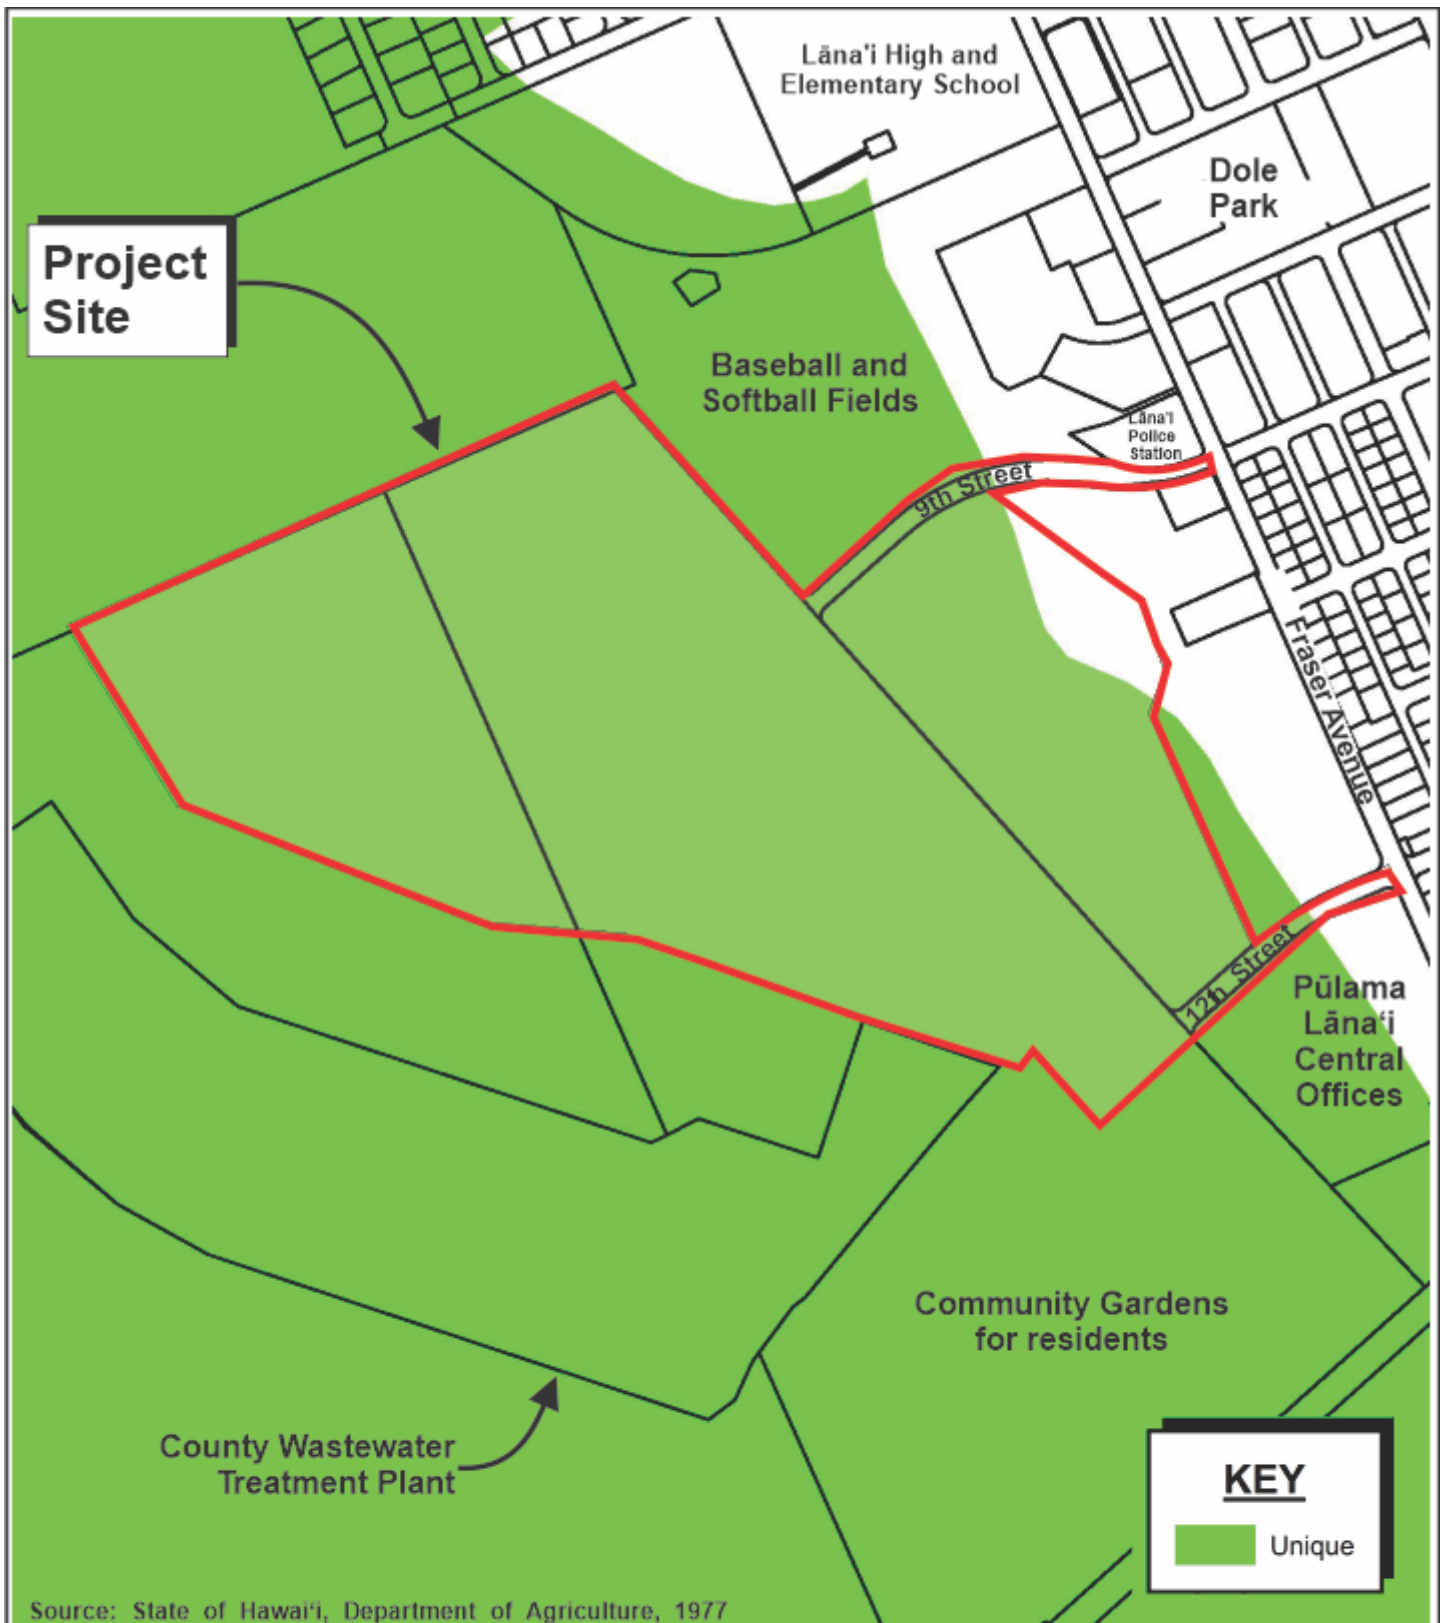 Lāna'i High and
Elementary School
Dole
Park
Project
Site
Baseball and
Softball Fields
Lāna'i
Police
Station
9th Street
Fraser Avenue
12th Street
Pūlama
Lāna‘i
Central
Offices
Community Gardens
for residents
County Wastewater
Treatment Plant
KEY
Unique
Source: State of Hawai‘i, Department of Agriculture, 1977